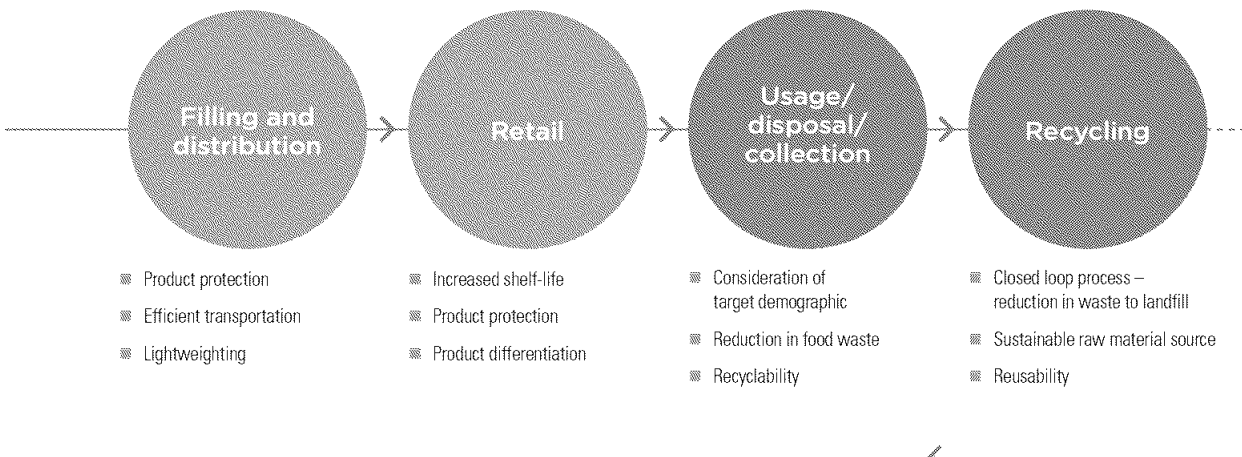 Filling and
distribution
Retail
Usage/
disposal/
collection
Recycling
Product protection
Efficient transportation
Lightweighting
Increased shelf-life
Product protection
Product differentiation
Consideration of
target demographic
Reduction in food waste
Recyclability
Closed loop process –
reduction in waste to landfill
Sustainable raw material source
Reusability